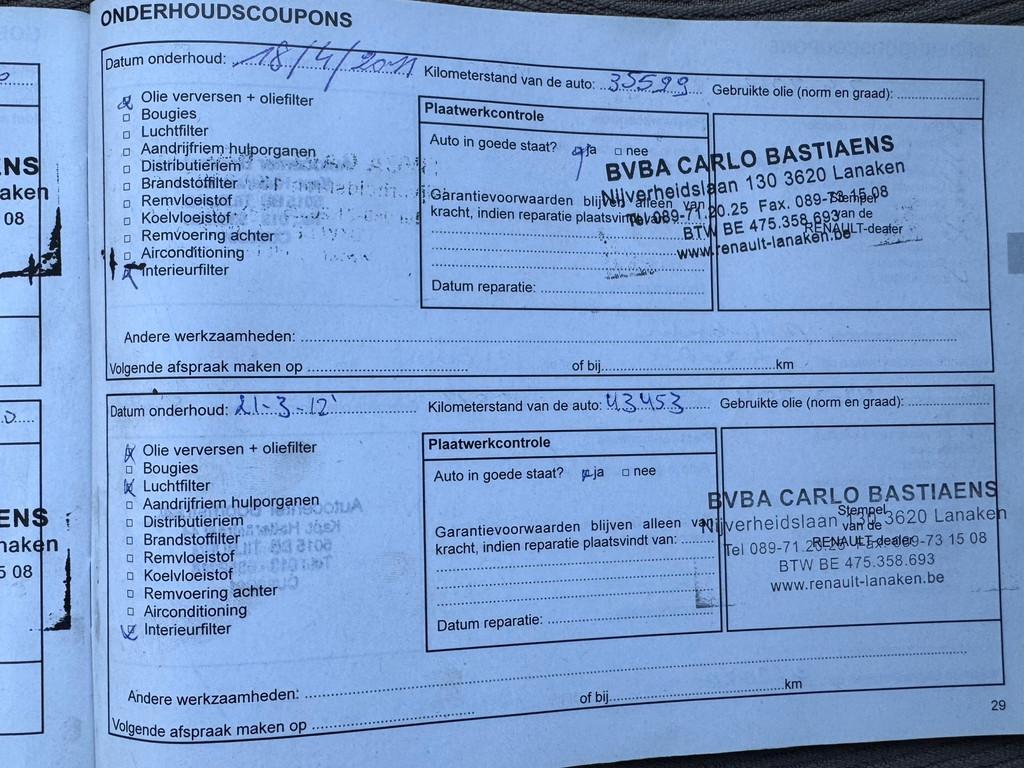 ONDERHOUDSCOUPONS
Datum onderhoud: 18/4/2011 Kilometerstand van de auto: 35599 Gebruikte olie (norm en graad):
Olie verversen + oliefilter
Bougies
Luchtfilter
Aandrijfriem hulporganen
Distributieriem
Brandstoffilter
Remvloeistof
Koelvloeistof
Remvoering achter
Airconditioning
Interieurfilter
Plaatwerkcontrole
Auto in goede staat? ja nee
Garantievoorwaarden blijven alleen van
kracht, indien reparatie plaatsvindt van:
Datum reparatie:
BVBA CARLO BASTIAENS
Nijverheidslaan 130 3620 Lanaken
Tel 089-71.20.25 Fax. 089-73 15 08
BTW BE 475.358.693
www.renault-lanaken.be
Stempel
van de
RENAULT-dealer
Andere werkzaamheden:
Volgende afspraak maken op of bij km
Datum onderhoud: 21-3-12 Kilometerstand van de auto: 43453 Gebruikte olie (norm en graad):
Olie verversen + oliefilter
Bougies
Luchtfilter
Aandrijfriem hulporganen
Distributieriem
Brandstoffilter
Remvloeistof
Koelvloeistof
Remvoering achter
Airconditioning
Interieurfilter
Plaatwerkcontrole
Auto in goede staat? ja nee
Garantievoorwaarden blijven alleen van
kracht, indien reparatie plaatsvindt van:
Datum reparatie:
BVBA CARLO BASTIAENS
Nijverheidslaan 130 3620 Lanaken
Tel 089-71.20.25 Fax. 089-73 15 08
BTW BE 475.358.693
www.renault-lanaken.be
Stempel
van de
RENAULT-dealer
Andere werkzaamheden:
Volgende afspraak maken op of bij km
29